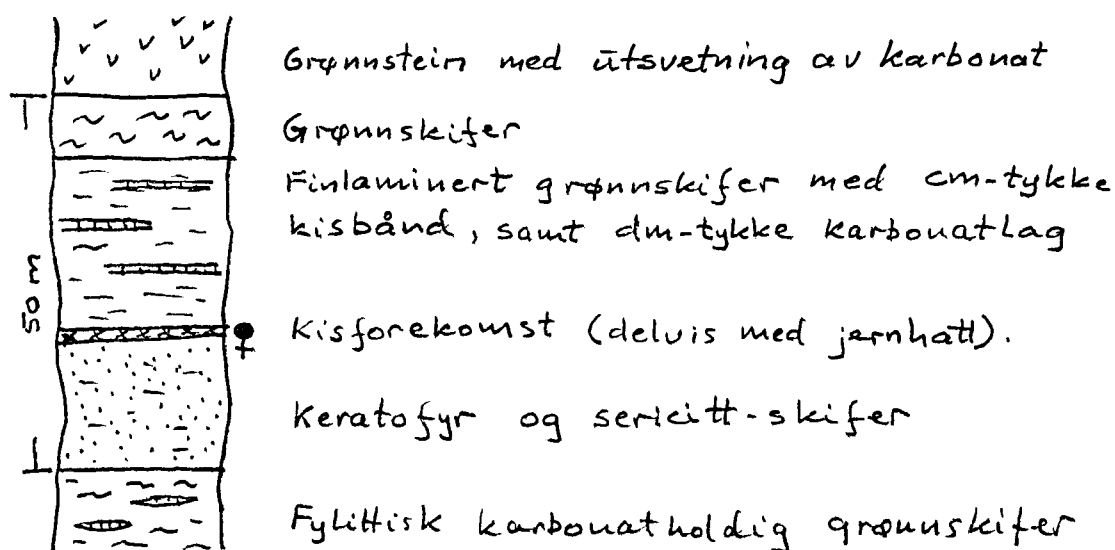 Grønnstein med utsvetning av karbonat
Grønnskifer
Finlaminert grønnskifer med cm-tykke
kisbånd, samt dm-tykke karbonatlag
50 m
Kisforekomst (delvis med jernhatt).
Keratofyr og sericitt-skifer
Fylittisk karbonatholdig grønnskifer